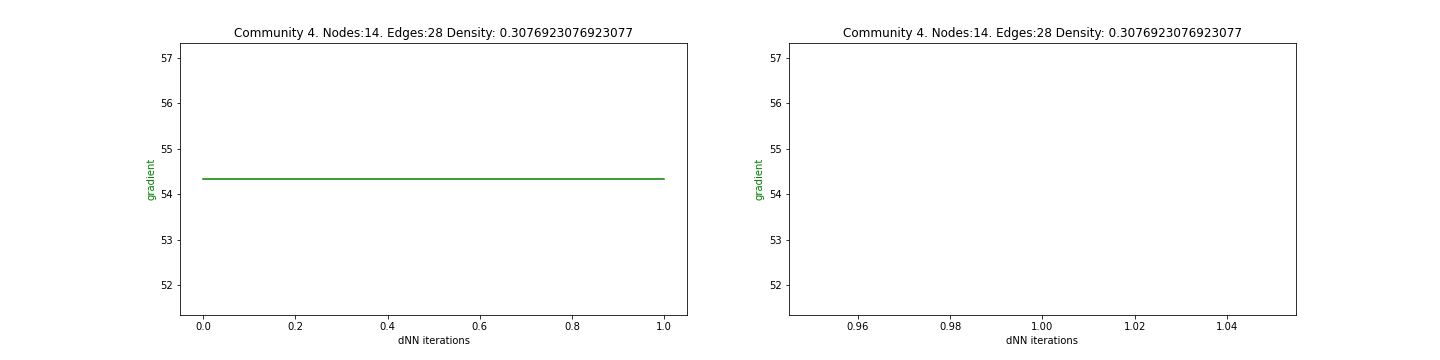 Community 4. Nodes:14. Edges:28 Density: 0.3076923076923077
57
56
55
54
53
52
gradient
0.0 0.2 0.4 0.6 0.8 1.0
dNN iterations
Community 4. Nodes:14. Edges:28 Density: 0.3076923076923077
57
56
55
54
53
52
gradient
0.96 0.98 1.00 1.02 1.04
dNN iterations